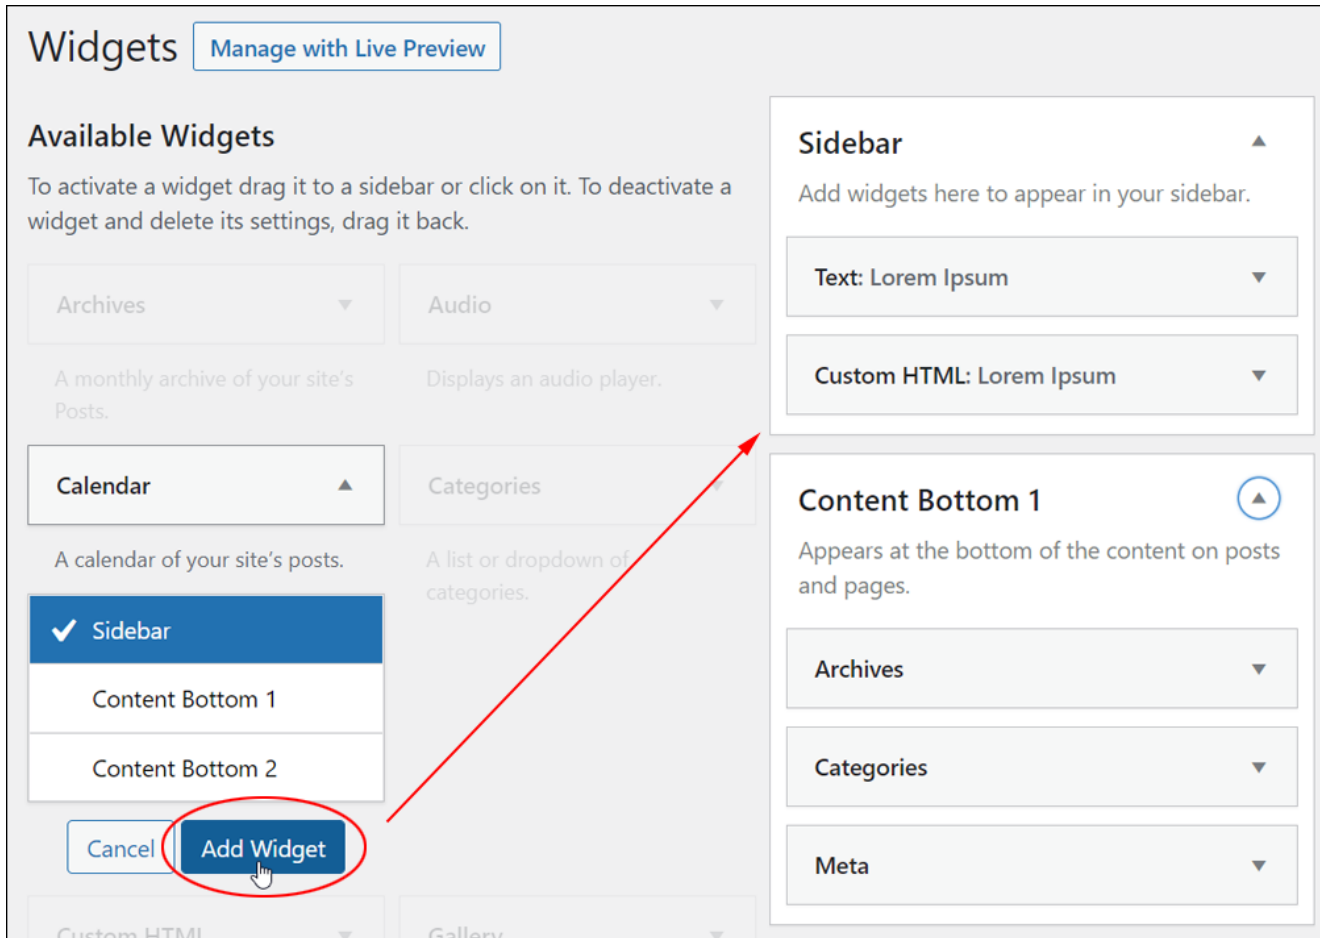 Widgets
Manage with Live Preview
Available Widgets
To activate a widget drag it to a sidebar or click on it. To deactivate a
widget and delete its settings, drag it back.
Archives
Audio
A monthly archive of your site's
Posts.
Displays an audio player.
Calendar
Categories
A calendar of your site's posts.
A list or dropdown of
categories.
Sidebar
Content Bottom 1
Content Bottom 2
Cancel
Add Widget
Custom HTML
Gallery
Sidebar
Add widgets here to appear in your sidebar.
Text: Lorem Ipsum
Custom HTML: Lorem Ipsum
Content Bottom 1
Appears at the bottom of the content on posts
and pages.
Archives
Categories
Meta